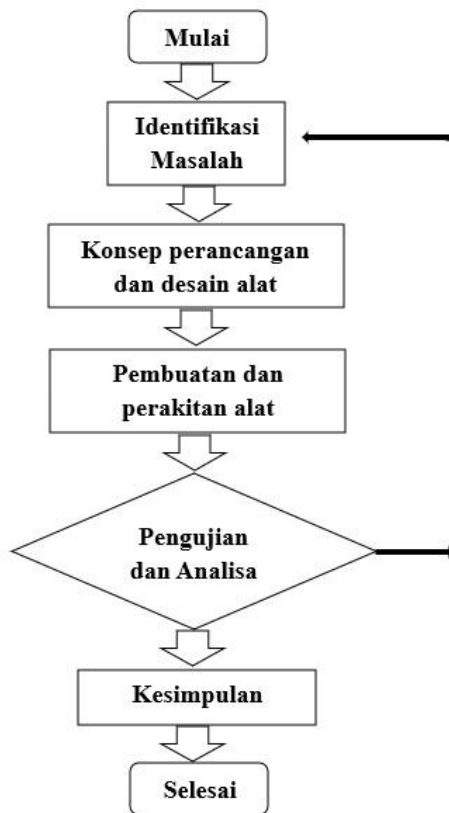 Mulai
Identifikasi
Masalah
Konsep perancangan
dan desain alat
Pembuatan dan
perakitan alat
Pengujian
dan Analisa
Kesimpulan
Selesai